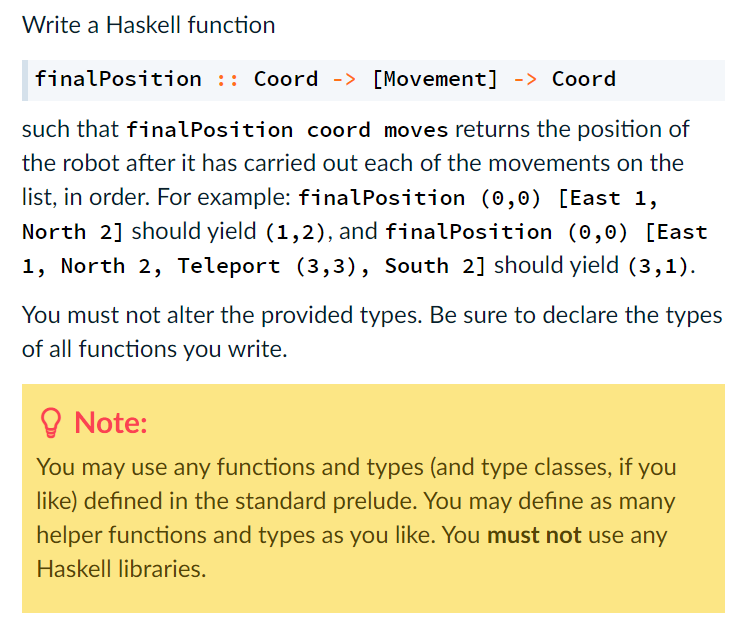 Write a Haskell function
finalPosition :: Coord -> [Movement] -> Coord
such that finalPosition coord moves returns the position of
the robot after it has carried out each of the movements on the
list, in order. For example: finalPosition (0,0) [East 1,
North 2] should yield (1,2), and finalPosition (0,0) [East
1, North 2, Teleport (3,3), South 2] should yield (3,1).
You must not alter the provided types. Be sure to declare the types
of all functions you write.
Note:
You may use any functions and types (and type classes, if you
like) defined in the standard prelude. You may define as many
helper functions and types as you like. You must not use any
Haskell libraries.